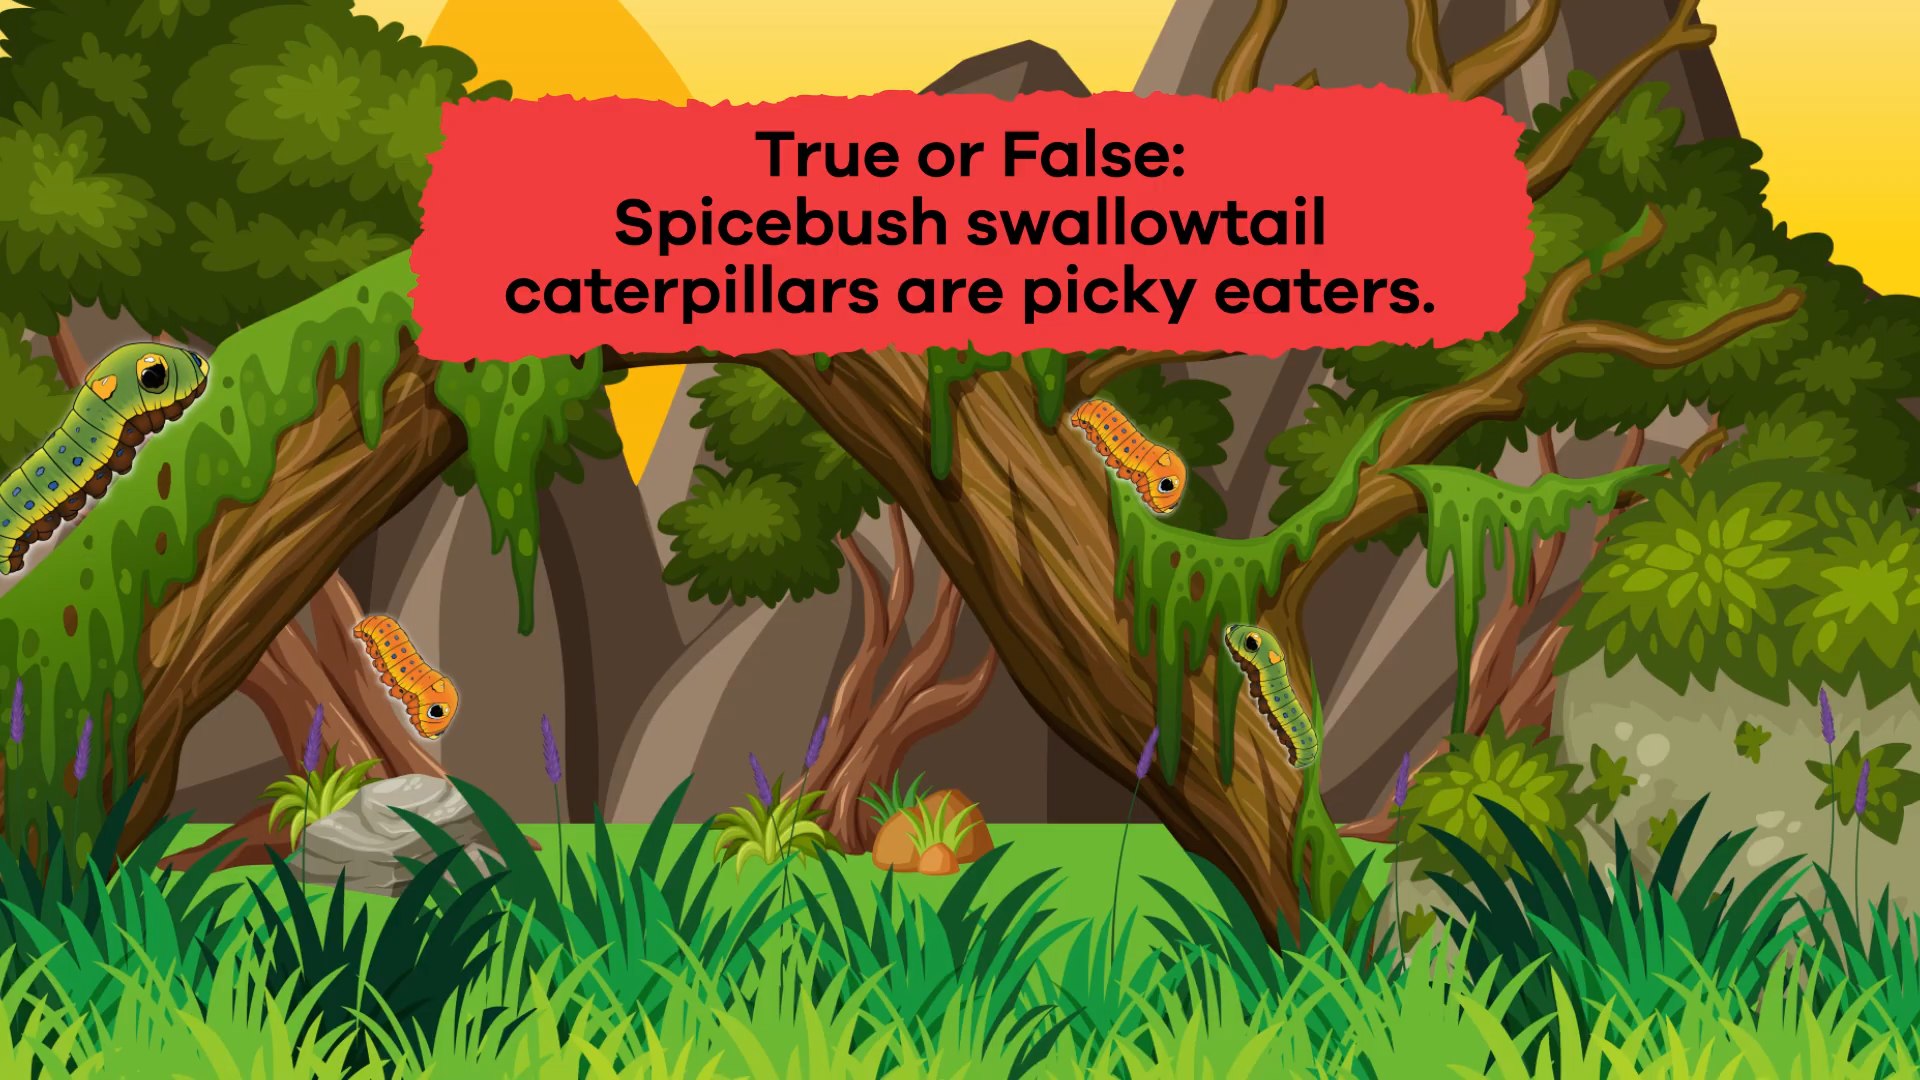 True or False:
Spicebush swallowtail
caterpillars are picky eaters.